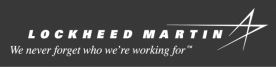 LOCKHEED MARTIN
We never forget who we're working for™